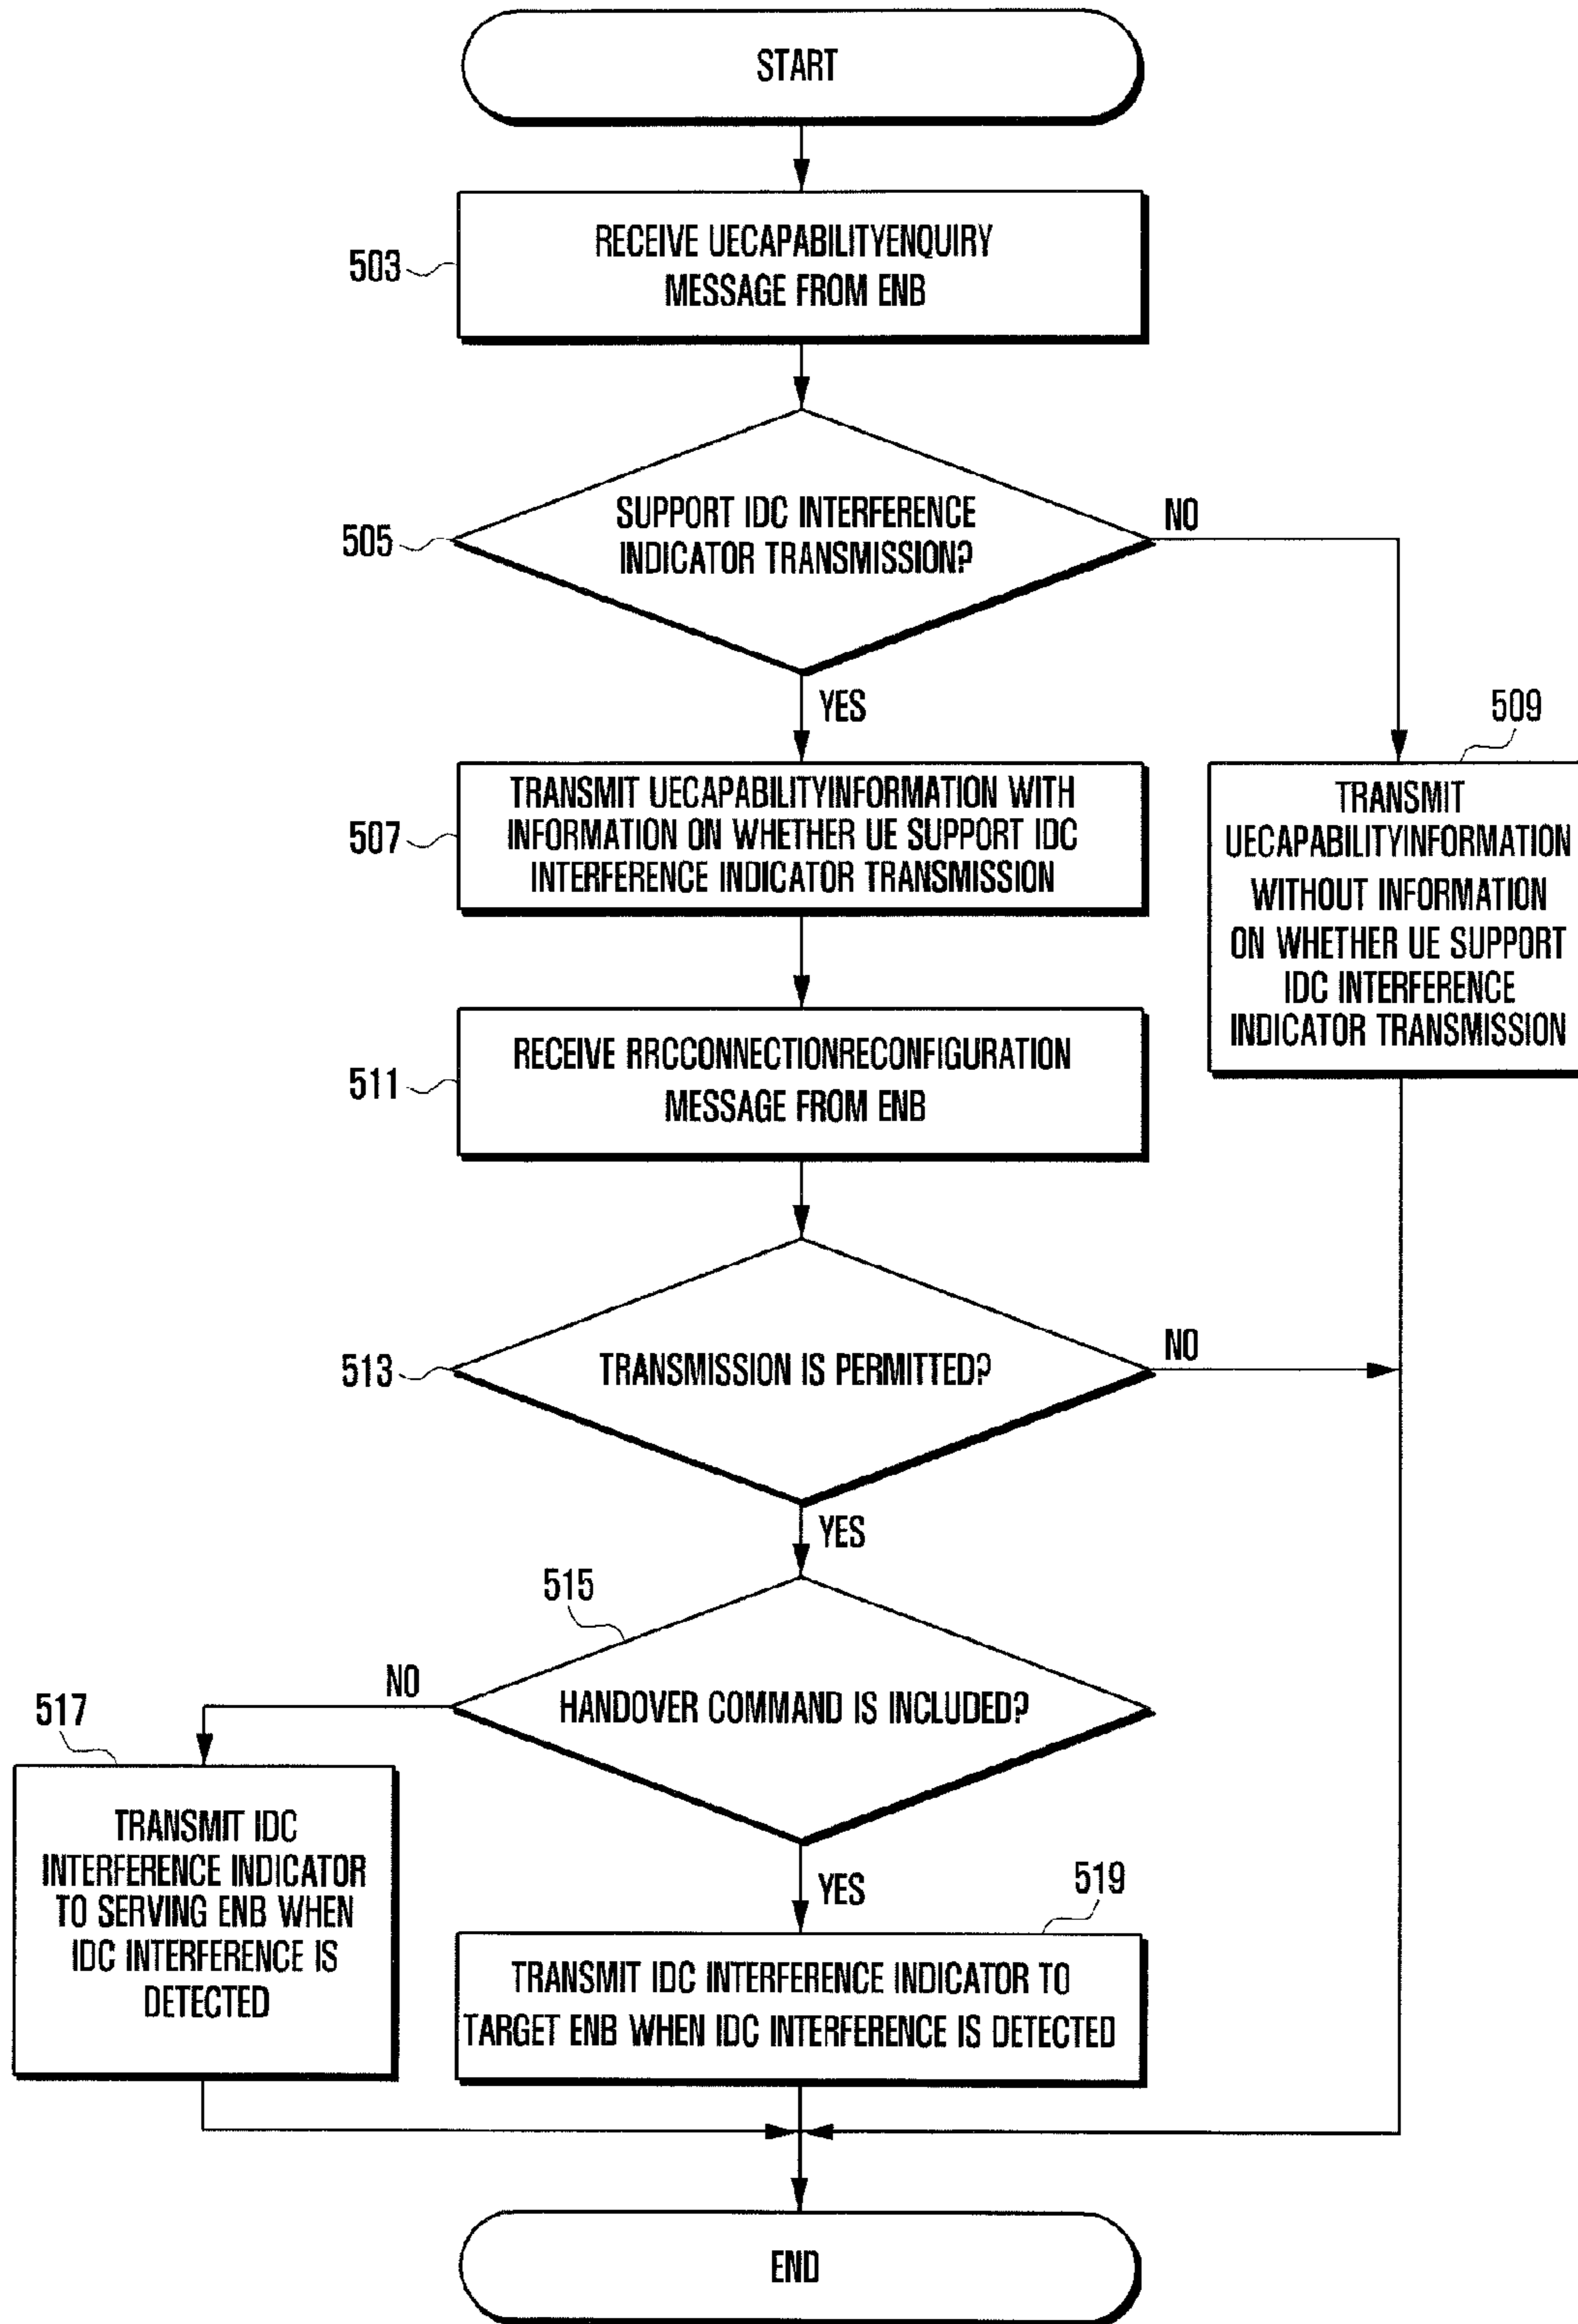 START
503
RECEIVE UECAPABILITYENQUIRY
MESSAGE FROM ENB
505
SUPPORT IDC INTERFERENCE
INDICATOR TRANSMISSION?
NO
YES
507
TRANSMIT UECAPABILITYINFORMATION WITH
INFORMATION ON WHETHER UE SUPPORT IDC
INTERFERENCE INDICATOR TRANSMISSION
509
TRANSMIT
UECAPABILITYINFORMATION
WITHOUT INFORMATION
ON WHETHER UE SUPPORT
IDC INTERFERENCE
INDICATOR TRANSMISSION
511
RECEIVE RRCCONNECTIONRECONFIGURATION
MESSAGE FROM ENB
513
TRANSMISSION IS PERMITTED?
NO
YES
515
HANDOVER COMMAND IS INCLUDED?
NO
517
TRANSMIT IDC
INTERFERENCE INDICATOR
TO SERVING ENB WHEN
IDC INTERFERENCE IS
DETECTED
YES
519
TRANSMIT IDC INTERFERENCE INDICATOR TO
TARGET ENB WHEN IDC INTERFERENCE IS DETECTED
END